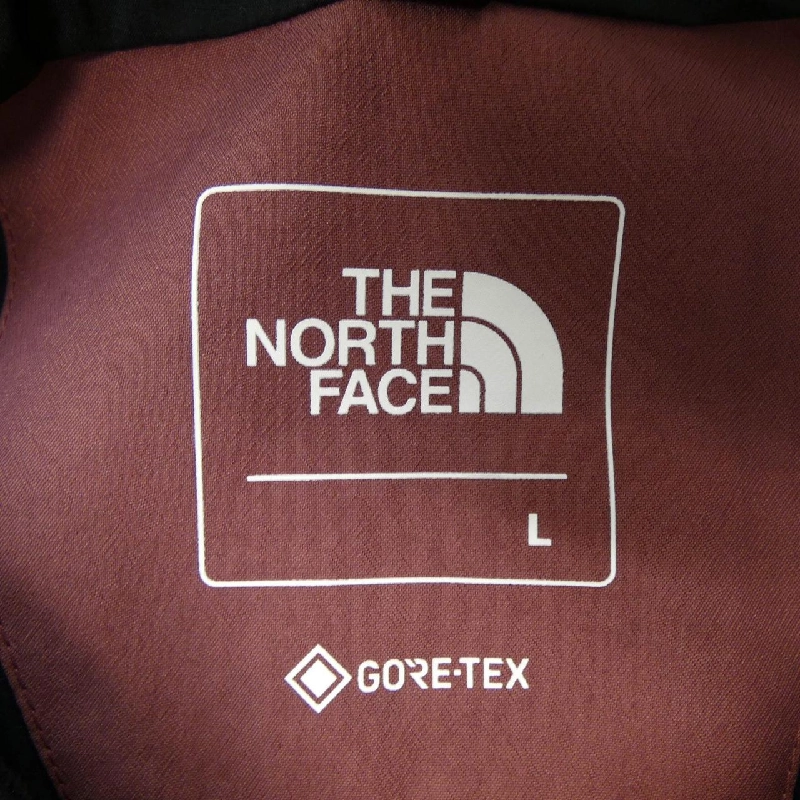 THE
NORTH
FACE
L
GORE-TEX